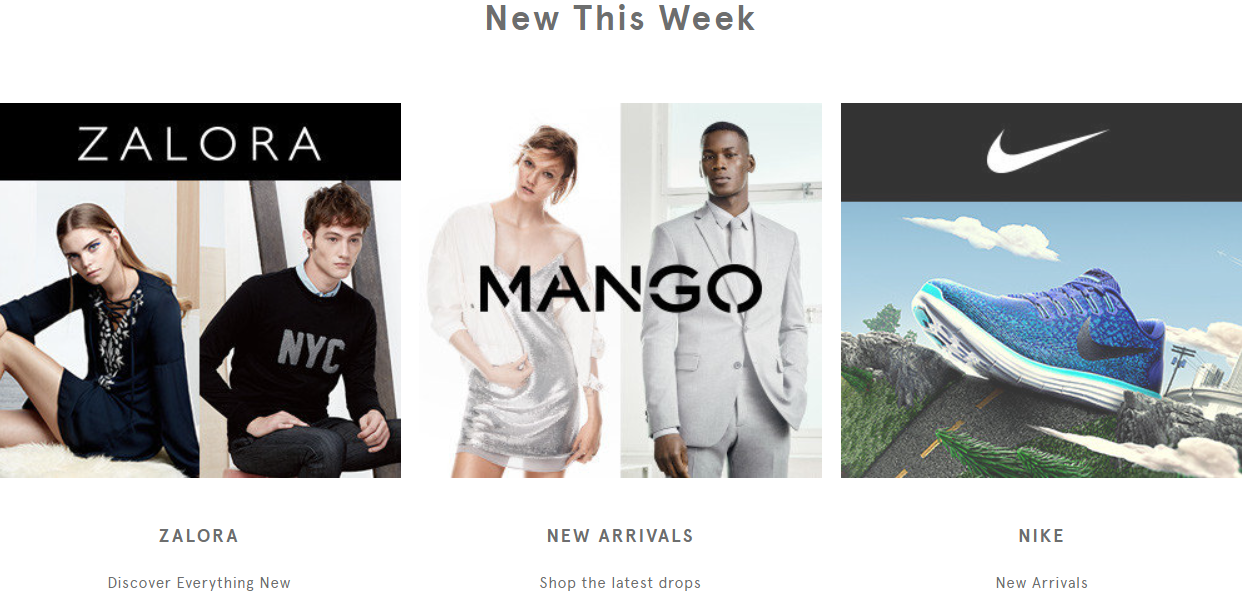 New This Week
ZALORA
NYC
MANGO
ZALORA
Discover Everything New
NEW ARRIVALS
Shop the latest drops
NIKE
New Arrivals